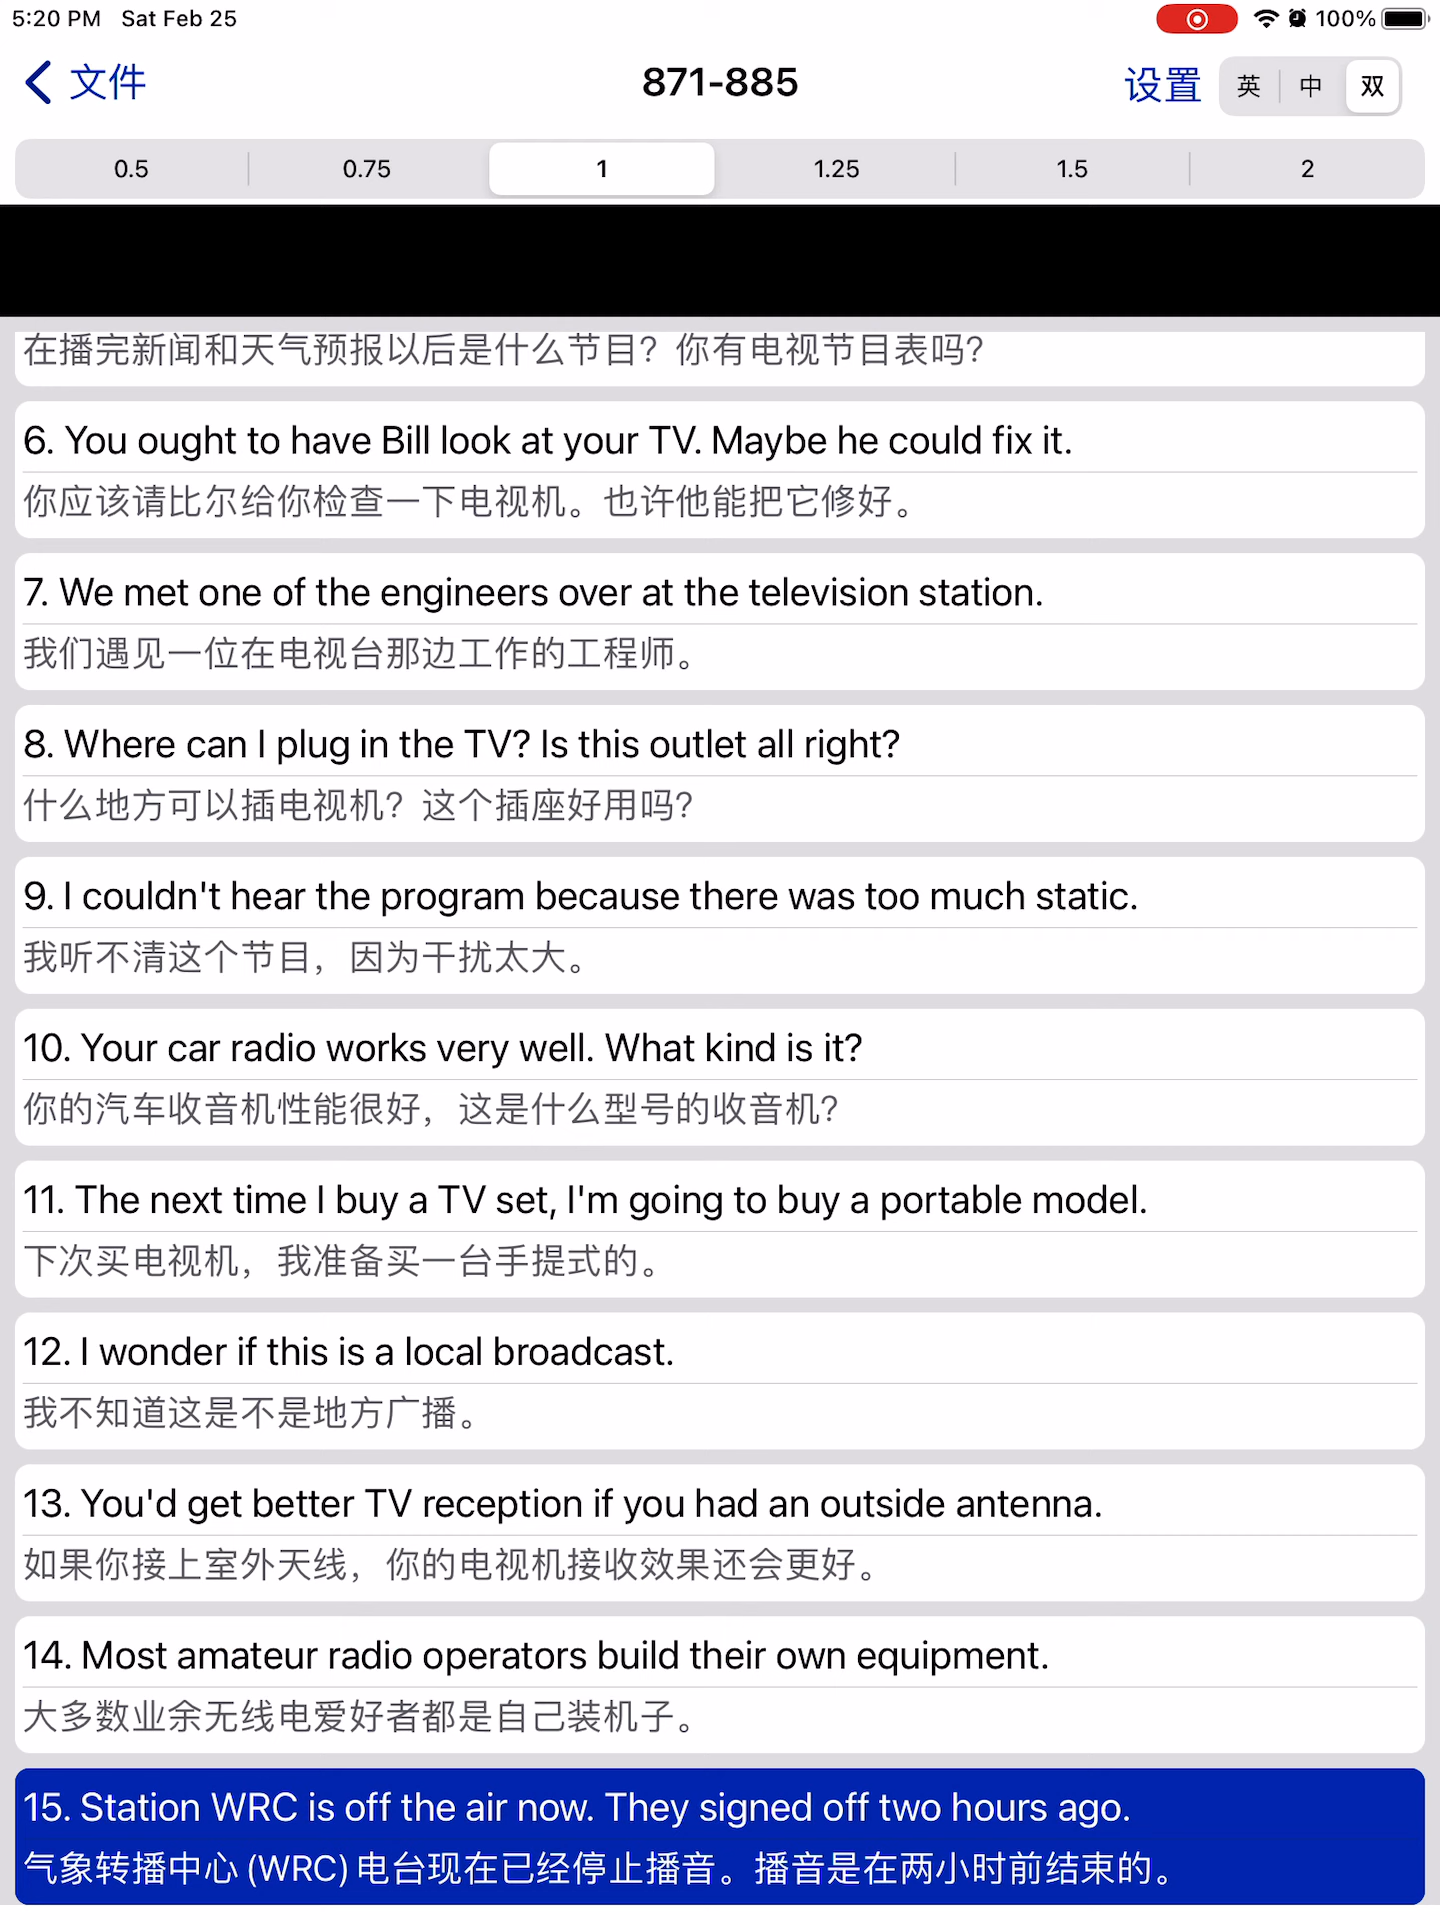 5:20 PM Sat Feb 25 100%
文件 871-885 设置 英 中 双
0.5 0.75 1 1.25 1.5 2
在播完新闻和天气预报以后是什么节目？你有电视节目表吗？
6. You ought to have Bill look at your TV. Maybe he could fix it.
你应该请比尔给你检查一下电视机。也许他能把它修好。
7. We met one of the engineers over at the television station.
我们遇见一位在电视台那边工作的工程师。
8. Where can I plug in the TV? Is this outlet all right?
什么地方可以插电视机？这个插座好用吗？
9. I couldn't hear the program because there was too much static.
我听不清这个节目，因为干扰太大。
10. Your car radio works very well. What kind is it?
你的汽车收音机性能很好，这是什么型号的收音机？
11. The next time I buy a TV set, I'm going to buy a portable model.
下次买电视机，我准备买一台手提式的。
12. I wonder if this is a local broadcast.
我不知道这是不是地方广播。
13. You'd get better TV reception if you had an outside antenna.
如果你接上室外天线，你的电视机接收效果还会更好。
14. Most amateur radio operators build their own equipment.
大多数业余无线电爱好者都是自己装机子。
15. Station WRC is off the air now. They signed off two hours ago.
气象转播中心 (WRC) 电台现在已经停止播音。播音是在两小时前结束的。